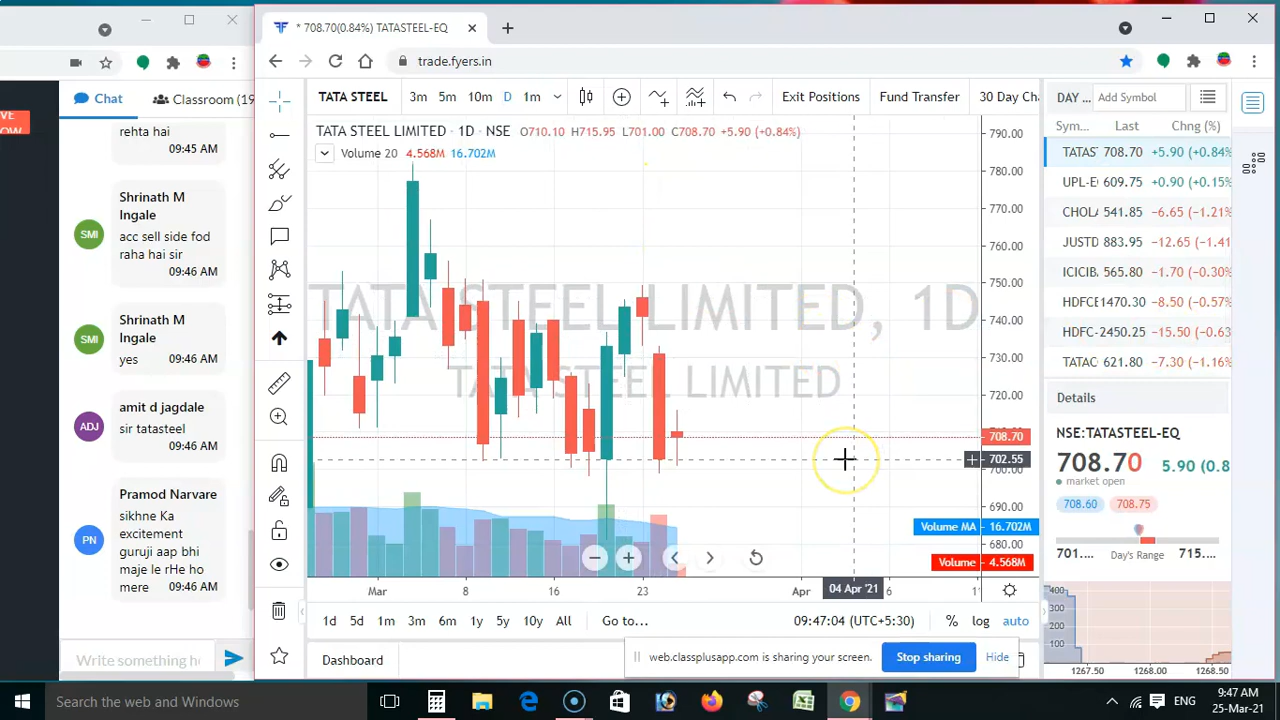 * 708.70(0.84%) TATASTEEL-EQ
trade.fyers.in
VE
Chat
Classroom (19
rehta hai
09:45 AM
Shrinath M
Ingale
SMI
acc sell side fod
raha hai sir
09:46 AM
Shrinath M
Ingale
SMI
yes
09:46 AM
amit d jagdale
ADJ
sir tatasteel
09:46 AM
Pramod Narvare
PN
sikhne Ka
excitement
guruji aap bhi
maje le rHe ho
mere
09:46 AM
Write something h
TATA STEEL
3m
5m
10m
D
1m
Exit Positions
Fund Transfer
30 Day Ch
TATA STEEL LIMITED · 1D · NSE O710.10 H715.95 L701.00 C708.70 +5.90 (+0.84%)
Volume 20 4.568M 16.702M
TATA STEEL LIMITED, 1D
TATA STEEL LIMITED
790.00
780.00
770.00
760.00
750.00
740.00
730.00
720.00
708.70
702.55
690.00
Volume MA 16.702M
680.00
Volume 4.568M
Mar
8
16
23
Apr
04 Apr '21
6
1d
5d
1m
3m
6m
1y
5y
10y
All
Go to...
09:47:04 (UTC+5:30)
%
log
auto
Dashboard
web.classplusapp.com is sharing your screen.
Stop sharing
Hide
DAY ...
Add Symbol
Sym...
Last
Chng (%)
TATAS 708.70 +5.90 (+0.84%
UPL-E 609.75 +0.90 (+0.15%
CHOLA 541.85 -6.65 (-1.21%
JUSTD 883.95 -12.65 (-1.41
ICICIB 565.80 -1.70 (-0.30%
HDFCE 1470.30 -8.50 (-0.57%
HDFC- 2450.25 -15.50 (-0.63
TATAC 621.80 -7.30 (-1.16%
Details
NSE:TATASTEEL-EQ
708.70 5.90 (0.8
market open
708.60
708.75
701....
Day's Range
715....
400
300
200
100
1267.50
1268.00
1268.50
Search the web and Windows
ENG
9:47 AM
25-Mar-21